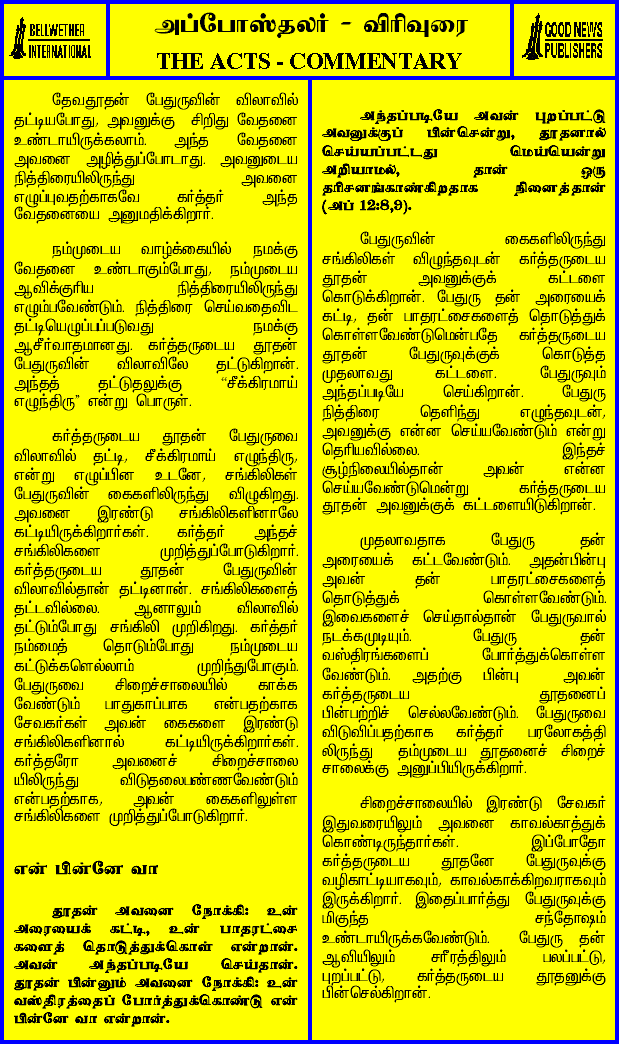 BELLWETHER
INTERNATIONAL
அப்போஸ்தலர் - விரிவுரை
THE ACTS - COMMENTARY
GOOD NEWS
PUBLISHERS
தேவதூதன் பேதுருவின் விலாவில்
தட்டியபோது, அவனுக்கு சிறிது வேதனை
உண்டாயிருக்கலாம். அந்த வேதனை
அவனை அழித்துப்போடாது. அவனுடைய
நித்திரையிலிருந்து அவனை
எழுப்புவதற்காகவே கர்த்தர் அந்த
வேதனையை அனுமதிக்கிறார்.
நம்முடைய வாழ்க்கையில் நமக்கு
வேதனை உண்டாகும்போது, நம்முடைய
ஆவிக்குரிய நித்திரையிலிருந்து
எழும்பவேண்டும். நித்திரை செய்வதைவிட
தட்டியெழுப்பப்படுவது நமக்கு
ஆசீர்வாதமானது. கர்த்தருடைய தூதன்
பேதுருவின் விலாவிலே தட்டுகிறான்.
அந்தத் தட்டுதலுக்கு “சீக்கிரமாய்
எழுந்திரு” என்று பொருள்.
கர்த்தருடைய தூதன் பேதுருவை
விலாவில் தட்டி, சீக்கிரமாய் எழுந்திரு,
என்று எழுப்பின உடனே, சங்கிலிகள்
பேதுருவின் கைகளிலிருந்து விழுகிறது.
அவனை இரண்டு சங்கிலிகளினாலே
கட்டியிருக்கிறார்கள். கர்த்தர் அந்தச்
சங்கிலிகளை முறித்துப்போடுகிறார்.
கர்த்தருடைய தூதன் பேதுருவின்
விலாவில்தான் தட்டினான். சங்கிலிகளைத்
தட்டவில்லை. ஆனாலும் விலாவில்
தட்டும்போது சங்கிலி முறிகிறது. கர்த்தர்
நம்மைத் தொடும்போது நம்முடைய
கட்டுக்களெல்லாம் முறிந்துபோகும்.
பேதுருவை சிறைச்சாலையில் காக்க
வேண்டும் பாதுகாப்பாக என்பதற்காக
சேவகர்கள் அவன் கைகளை இரண்டு
சங்கிலிகளினால் கட்டியிருக்கிறார்கள்.
கர்த்தரோ அவனைச் சிறைச்சாலை
யிலிருந்து விடுதலைபண்ணவேண்டும்
என்பதற்காக, அவன் கைகளிலுள்ள
சங்கிலிகளை முறித்துப்போடுகிறார்.
என் பின்னே வா
தூதன் அவனை நோக்கி: உன்
அரையைக் கட்டி, உன் பாதரட்சை
களைத் தொடுத்துக்கொள் என்றான்.
அவன் அந்தப்படியே செய்தான்.
தூதன் பின்னும் அவனை நோக்கி: உன்
வஸ்திரத்தைப் போர்த்துக்கொண்டு என்
பின்னே வா என்றான்.
அந்தப்படியே அவன் புறப்பட்டு
அவனுக்குப் பின்சென்று, தூதனால்
செய்யப்பட்டது மெய்யென்று
அறியாமல், தான் ஒரு
தரிசனங்காண்கிறதாக நினைத்தான்
(அப் 12:8,9).
பேதுருவின் கைகளிலிருந்து
சங்கிலிகள் விழுந்தவுடன் கர்த்தருடைய
தூதன் அவனுக்குக் கட்டளை
கொடுக்கிறான். பேதுரு தன் அரையைக்
கட்டி, தன் பாதரட்சைகளைத் தொடுத்துக்
கொள்ளவேண்டுமென்பதே கர்த்தருடைய
தூதன் பேதுருவுக்குக் கொடுத்த
முதலாவது கட்டளை. பேதுருவும்
அந்தப்படியே செய்கிறான். பேதுரு
நித்திரை தெளிந்து எழுந்தவுடன்,
அவனுக்கு என்ன செய்யவேண்டும் என்று
தெரியவில்லை. இந்தச்
சூழ்நிலையில்தான் அவன் என்ன
செய்யவேண்டுமென்று கர்த்தருடைய
தூதன் அவனுக்குக் கட்டளையிடுகிறான்.
முதலாவதாக பேதுரு தன்
அரையைக் கட்டவேண்டும். அதன்பின்பு
அவன் தன் பாதரட்சைகளைத்
தொடுத்துக் கொள்ளவேண்டும்.
இவைகளைச் செய்தால்தான் பேதுருவால்
நடக்கமுடியும். பேதுரு தன்
வஸ்திரங்களைப் போர்த்துக்கொள்ள
வேண்டும். அதற்கு பின்பு அவன்
கர்த்தருடைய தூதனைப்
பின்பற்றிச் செல்லவேண்டும். பேதுருவை
விடுவிப்பதற்காக கர்த்தர் பரலோகத்தி
லிருந்து தம்முடைய தூதனைச் சிறைச்
சாலைக்கு அனுப்பியிருக்கிறார்.
சிறைச்சாலையில் இரண்டு சேவகர்
இதுவரையிலும் அவனை காவல்காத்துக்
கொண்டிருந்தார்கள். இப்போதோ
கர்த்தருடைய தூதனே பேதுருவுக்கு
வழிகாட்டியாகவும், காவல்காக்கிறவராகவும்
இருக்கிறார். இதைப்பார்த்து பேதுருவுக்கு
மிகுந்த சந்தோஷம்
உண்டாயிருக்கவேண்டும். பேதுரு தன்
ஆவியிலும் சரீரத்திலும் பலப்பட்டு,
புறப்பட்டு, கர்த்தருடைய தூதனுக்கு
பின்செல்கிறான்.